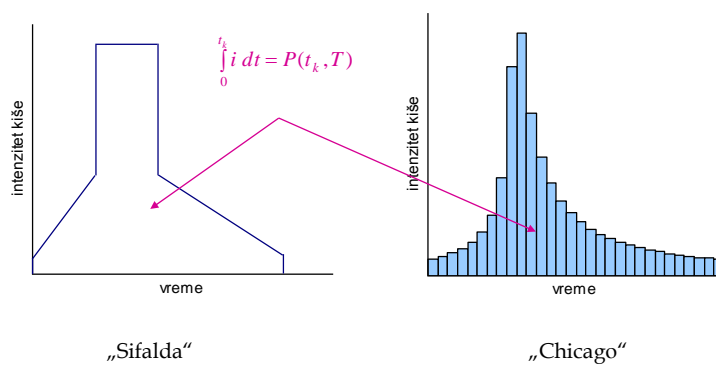 ∫₀^{t_k} i dt = P(t_k, T)
intenzitet kiše
vreme
intenzitet kiše
vreme
„Sifalda“
„Chicago“